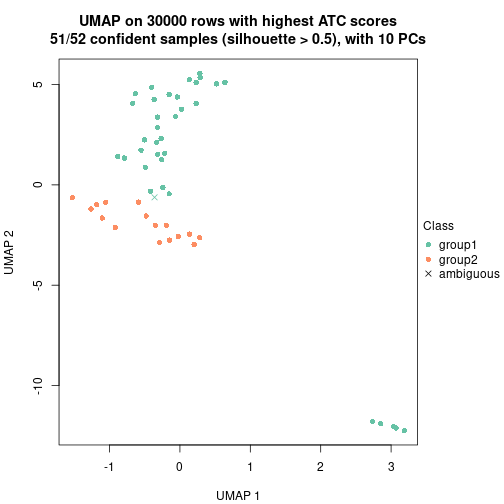 UMAP on 30000 rows with highest ATC scores
51/52 confident samples (silhouette > 0.5), with 10 PCs
5
0
-5
-10
UMAP 2
-1
0
1
2
3
UMAP 1
Class
group1
group2
ambiguous